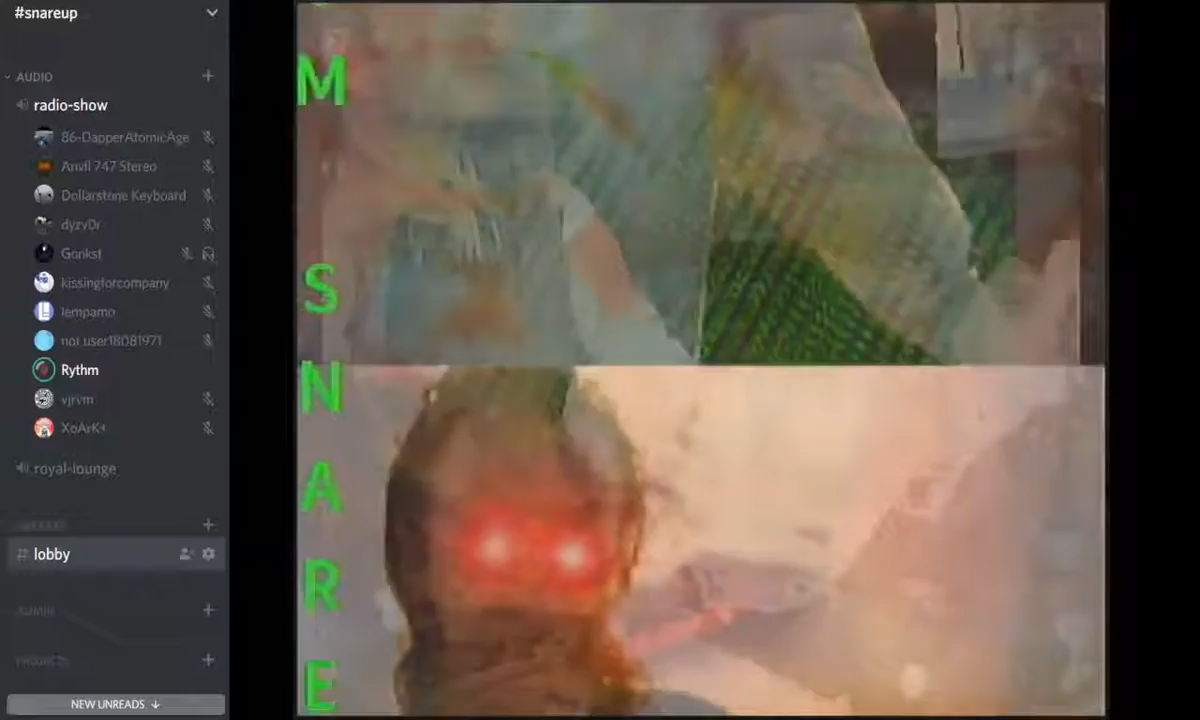 #snareup
AUDIO
radio-show
86-DapperAtomicAge
Anvil 747 Stereo
Dollarstone Keyboard
dyzv0r
Gonkst
kissingforcompany
lempamo
not user18081971
Rythm
vjrvm
XoArK+
royal-lounge
lobby
ADMIN
NEW UNREADS ↓
M
S
N
A
R
E